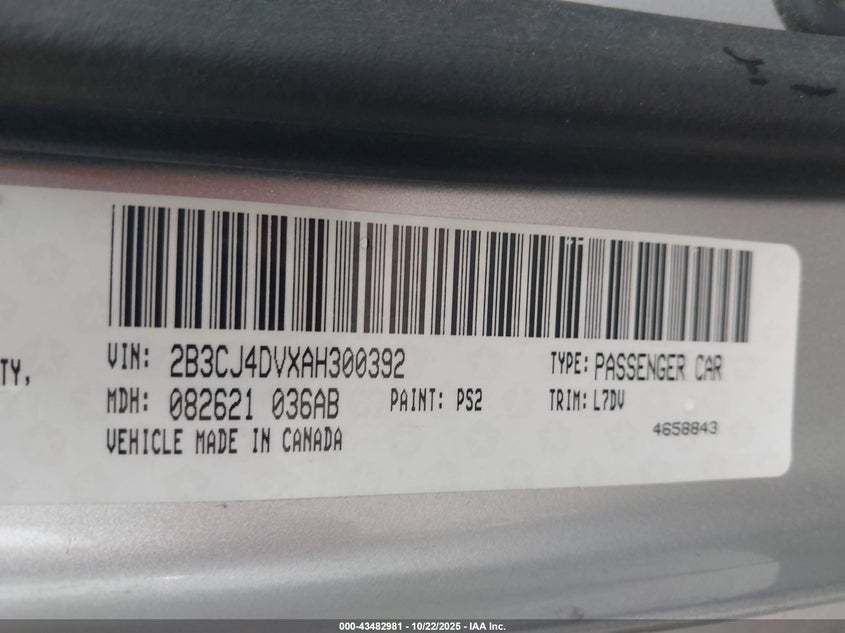 TY,
VIN: 2B3CJ4DVXAH300392 TYPE: PASSENGER CAR
MDH: 082621 036AB PAINT: PS2 TRIM: L7DV
VEHICLE MADE IN CANADA 4658843
000-43482981 - 10/22/2025 - IAA Inc.